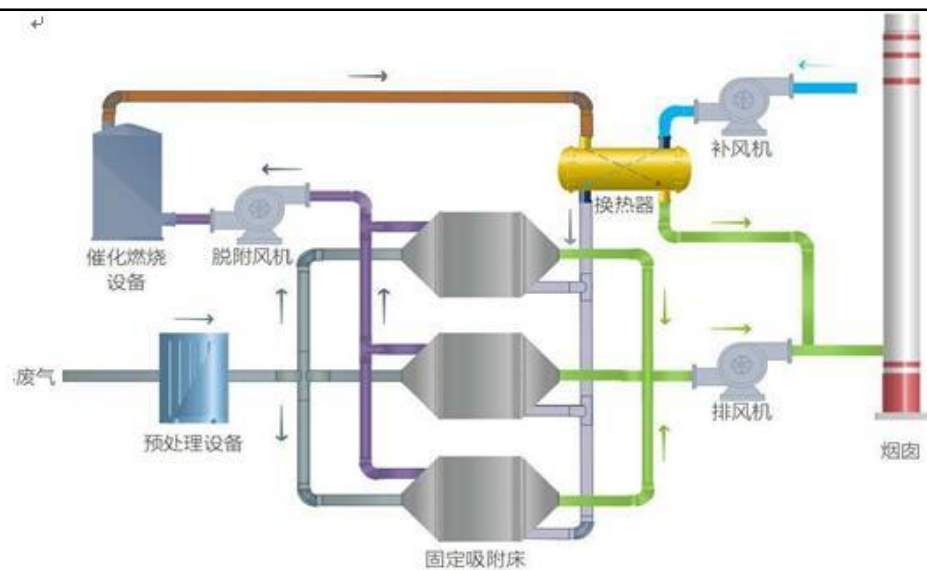 补风机
换热器
催化燃烧
设备
脱附风机
废气
预处理设备
排风机
烟囱
固定吸附床